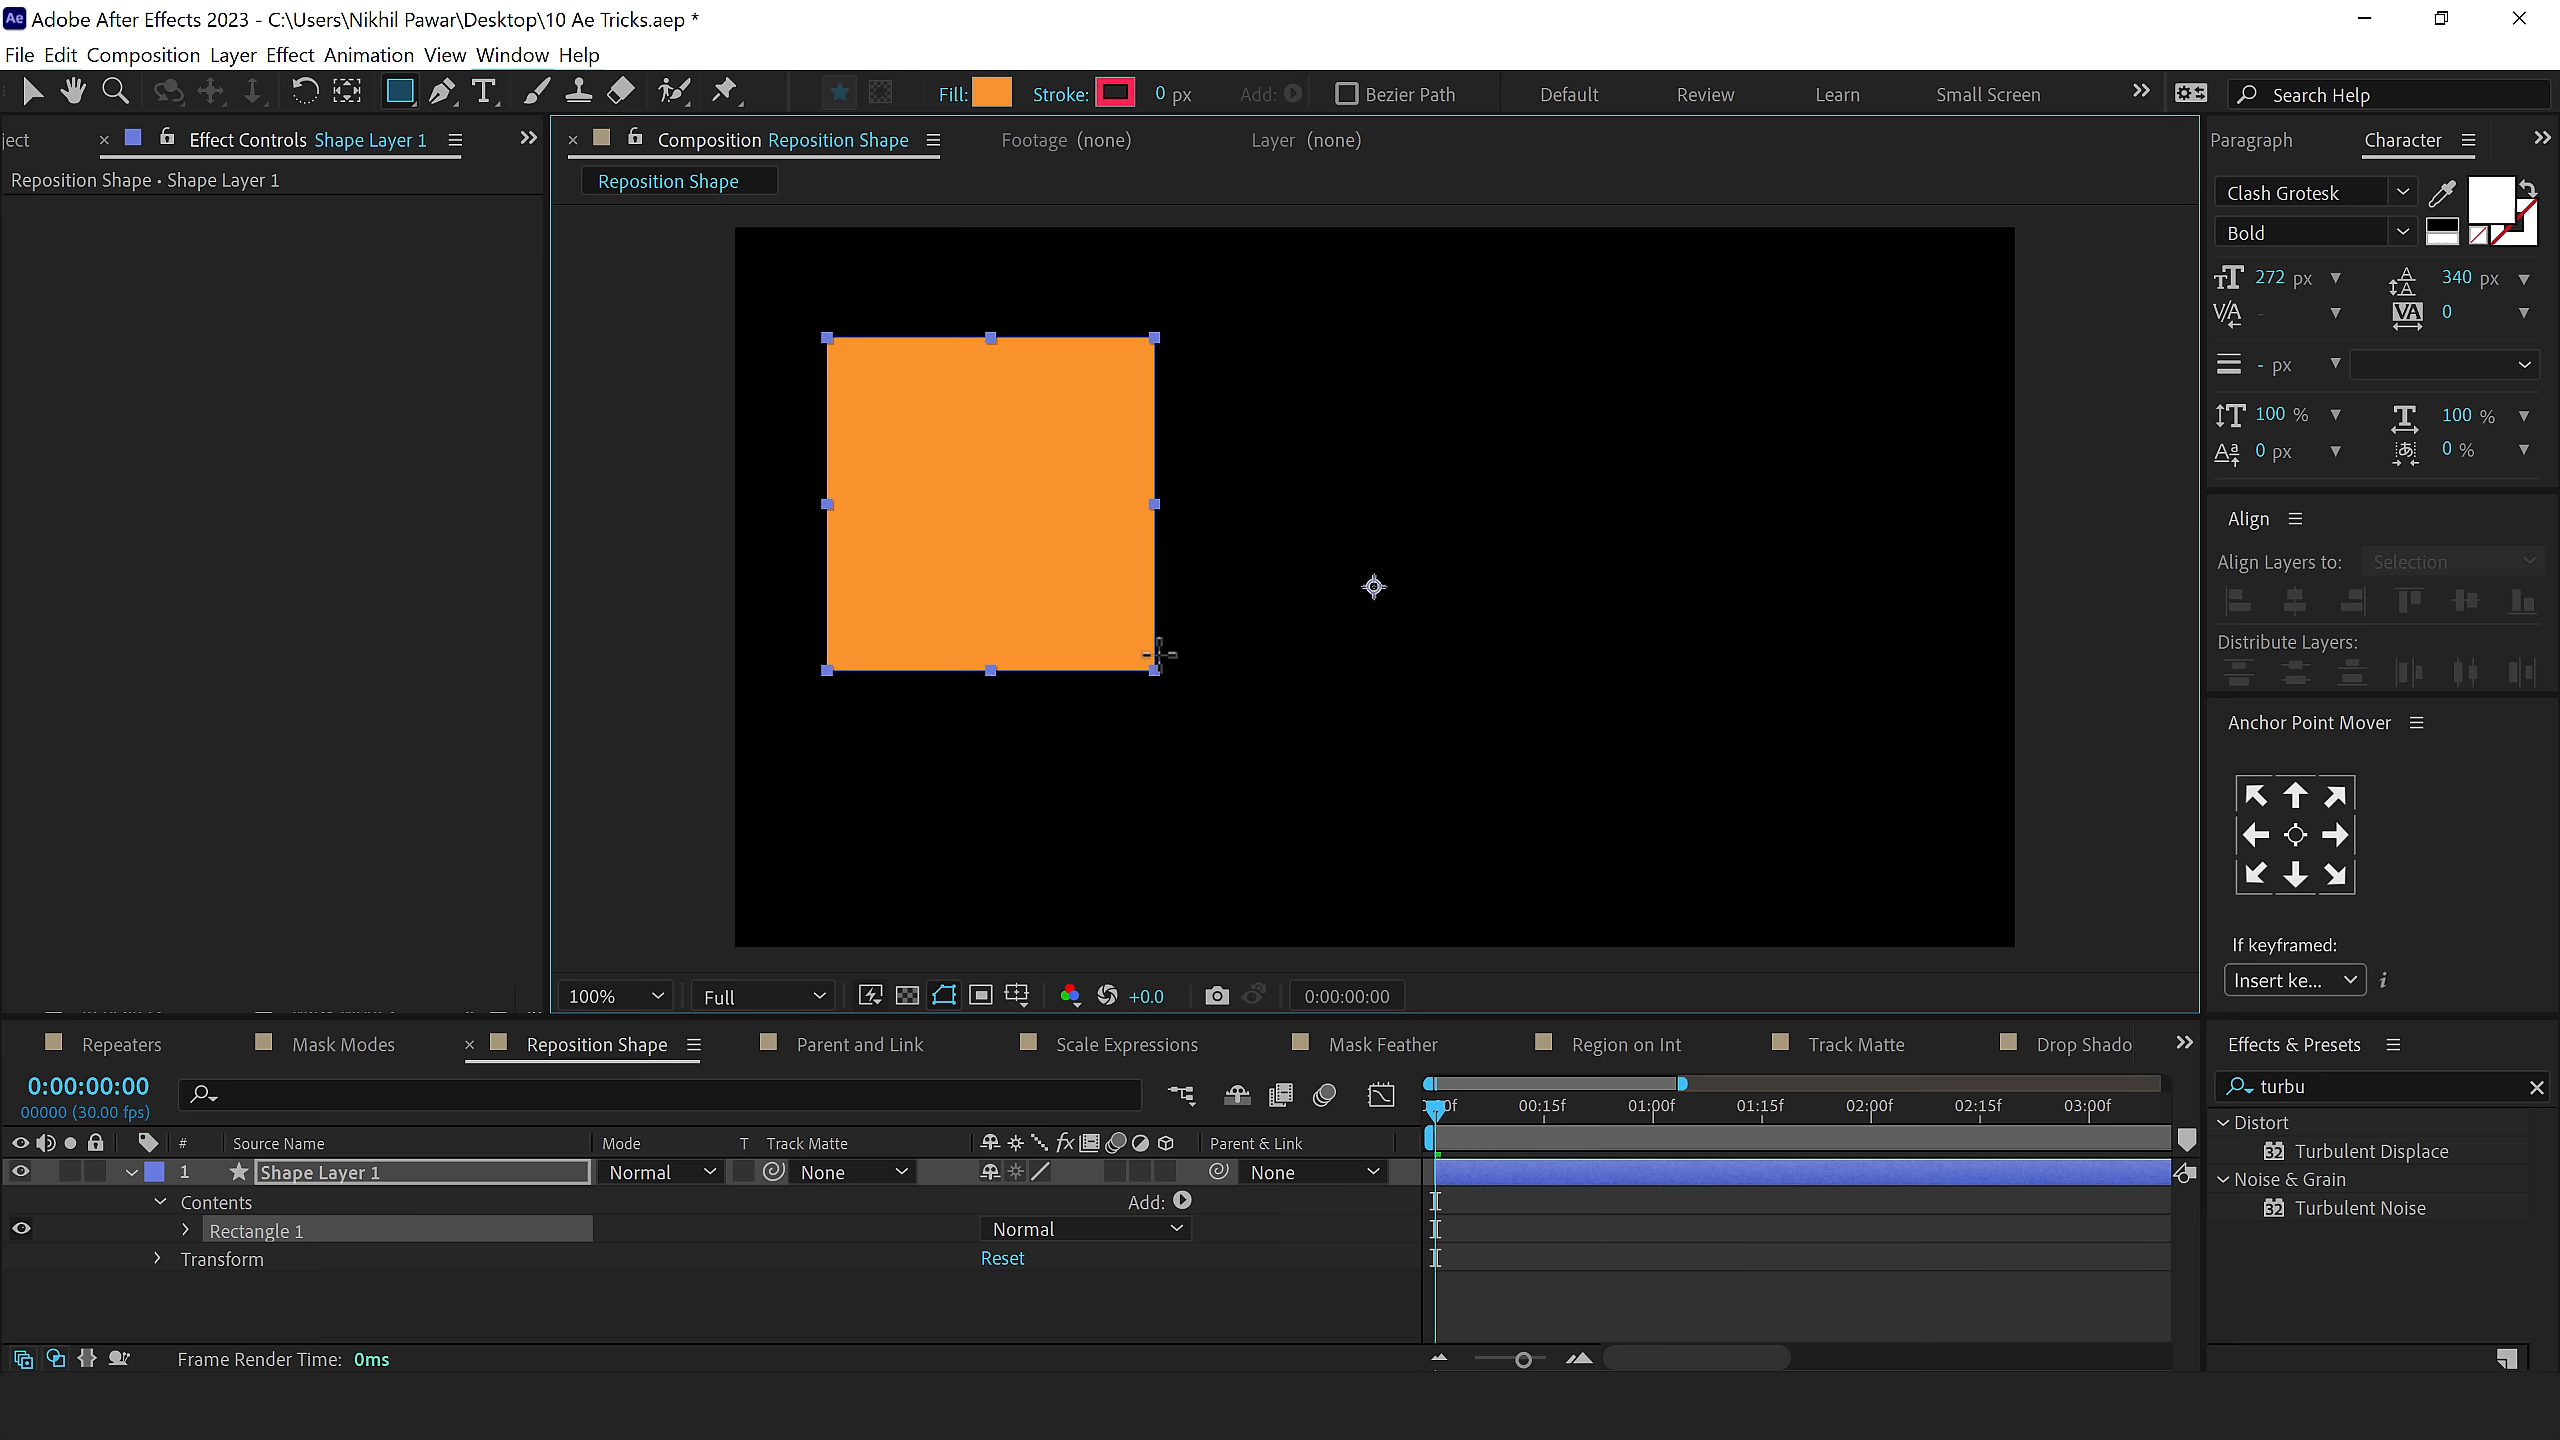 Ae Adobe After Effects 2023 - C:\Users\Nikhil Pawar\Desktop\10 Ae Tricks.aep *
File Edit Composition Layer Effect Animation View Window Help
Fill: Stroke: 0 px Add: Bezier Path Default Review Learn Small Screen Search Help
ject Effect Controls Shape Layer 1 Composition Reposition Shape Footage (none) Layer (none) Paragraph Character
Reposition Shape • Shape Layer 1
Reposition Shape
Clash Grotesk
Bold
272 px 340 px
- 0
- px
100 % 100 %
0 px 0 %
Align
Align Layers to: Selection
Distribute Layers:
Anchor Point Mover
If keyframed:
Insert ke...
100% Full +0.0 0:00:00:00
Repeaters Mask Modes Reposition Shape Parent and Link Scale Expressions Mask Feather Region on Int Track Matte Drop Shado Effects & Presets
0:00:00:00
00000 (30.00 fps)
00:15f 01:00f 01:15f 02:00f 02:15f 03:00f
turbu
# Source Name Mode T Track Matte fx Parent & Link
1 Shape Layer 1 Normal None None
Contents Add:
Rectangle 1 Normal
Transform Reset
Distort
32 Turbulent Displace
Noise & Grain
32 Turbulent Noise
Frame Render Time: 0ms